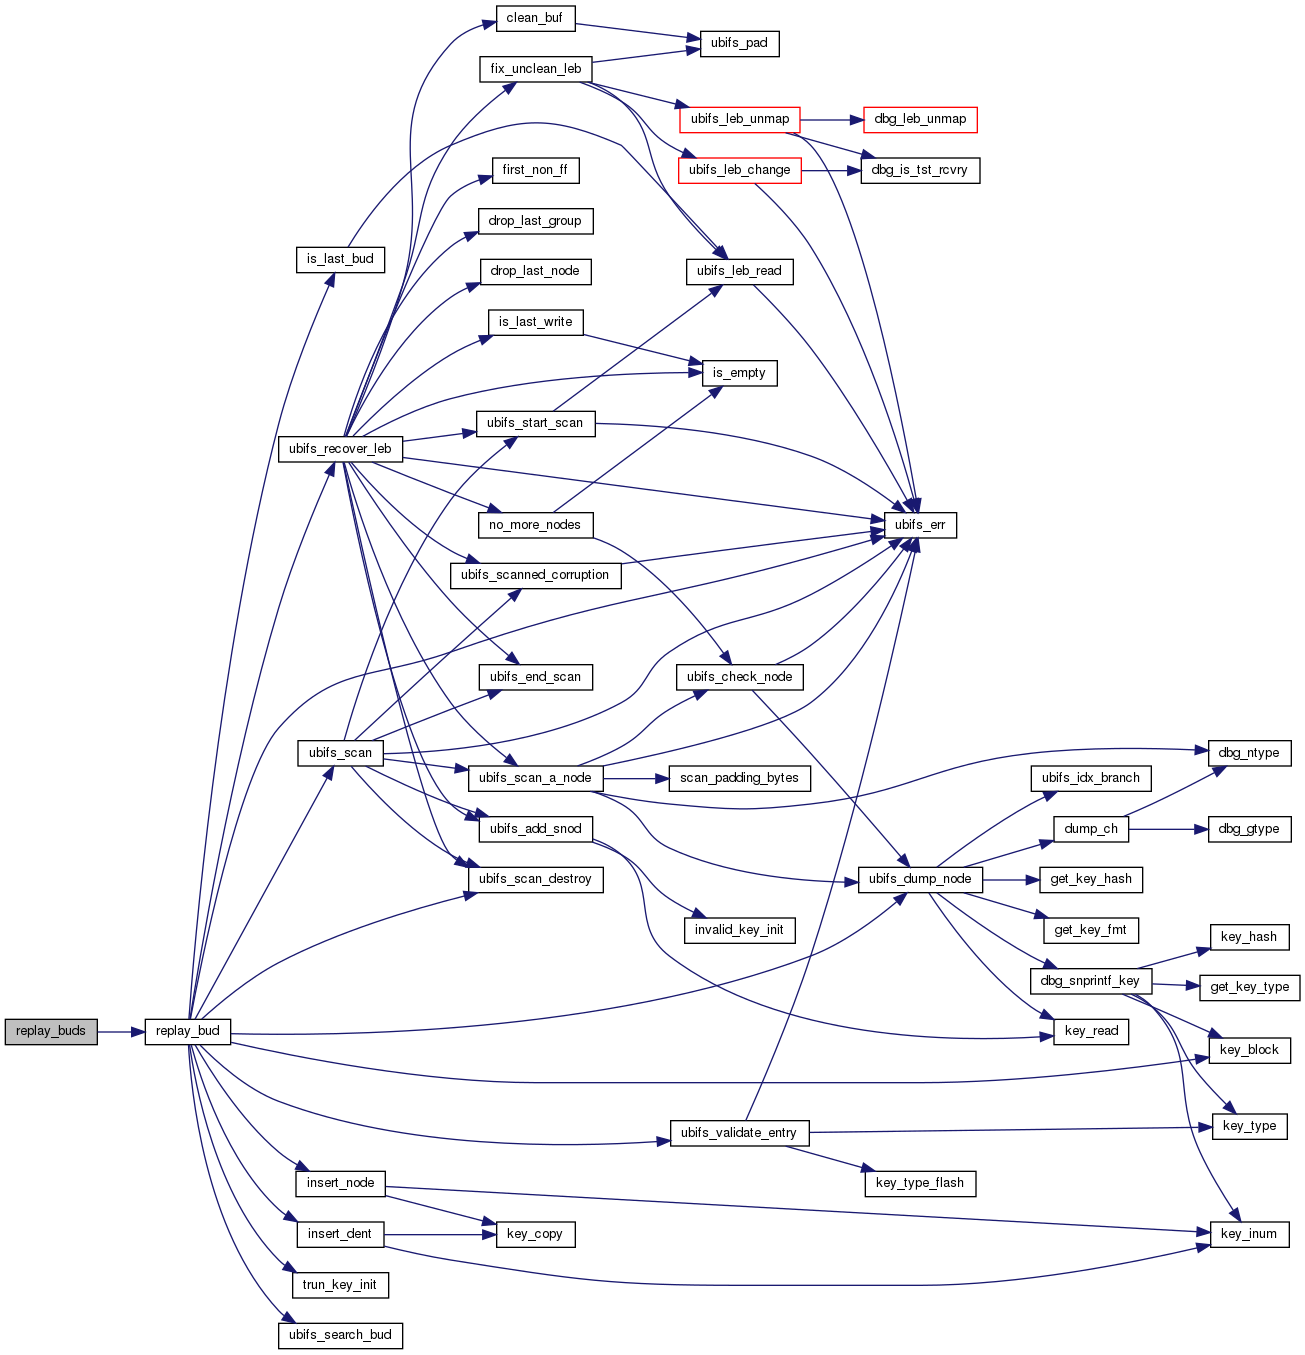 clean_buf
ubifs_pad
fix_unclean_leb
ubifs_leb_unmap
dbg_leb_unmap
first_non_ff
ubifs_leb_change
dbg_is_tst_rcvry
drop_last_group
is_last_bud
drop_last_node
ubifs_leb_read
is_last_write
is_empty
ubifs_start_scan
ubifs_recover_leb
no_more_nodes
ubifs_err
ubifs_scanned_corruption
ubifs_end_scan
ubifs_check_node
ubifs_scan
dbg_ntype
ubifs_scan_a_node
scan_padding_bytes
ubifs_idx_branch
ubifs_add_snod
dump_ch
dbg_gtype
ubifs_scan_destroy
ubifs_dump_node
get_key_hash
invalid_key_init
get_key_fmt
key_hash
dbg_snprintf_key
get_key_type
replay_buds
replay_bud
key_read
key_block
ubifs_validate_entry
key_type
insert_node
key_type_flash
insert_dent
key_copy
key_inum
trun_key_init
ubifs_search_bud